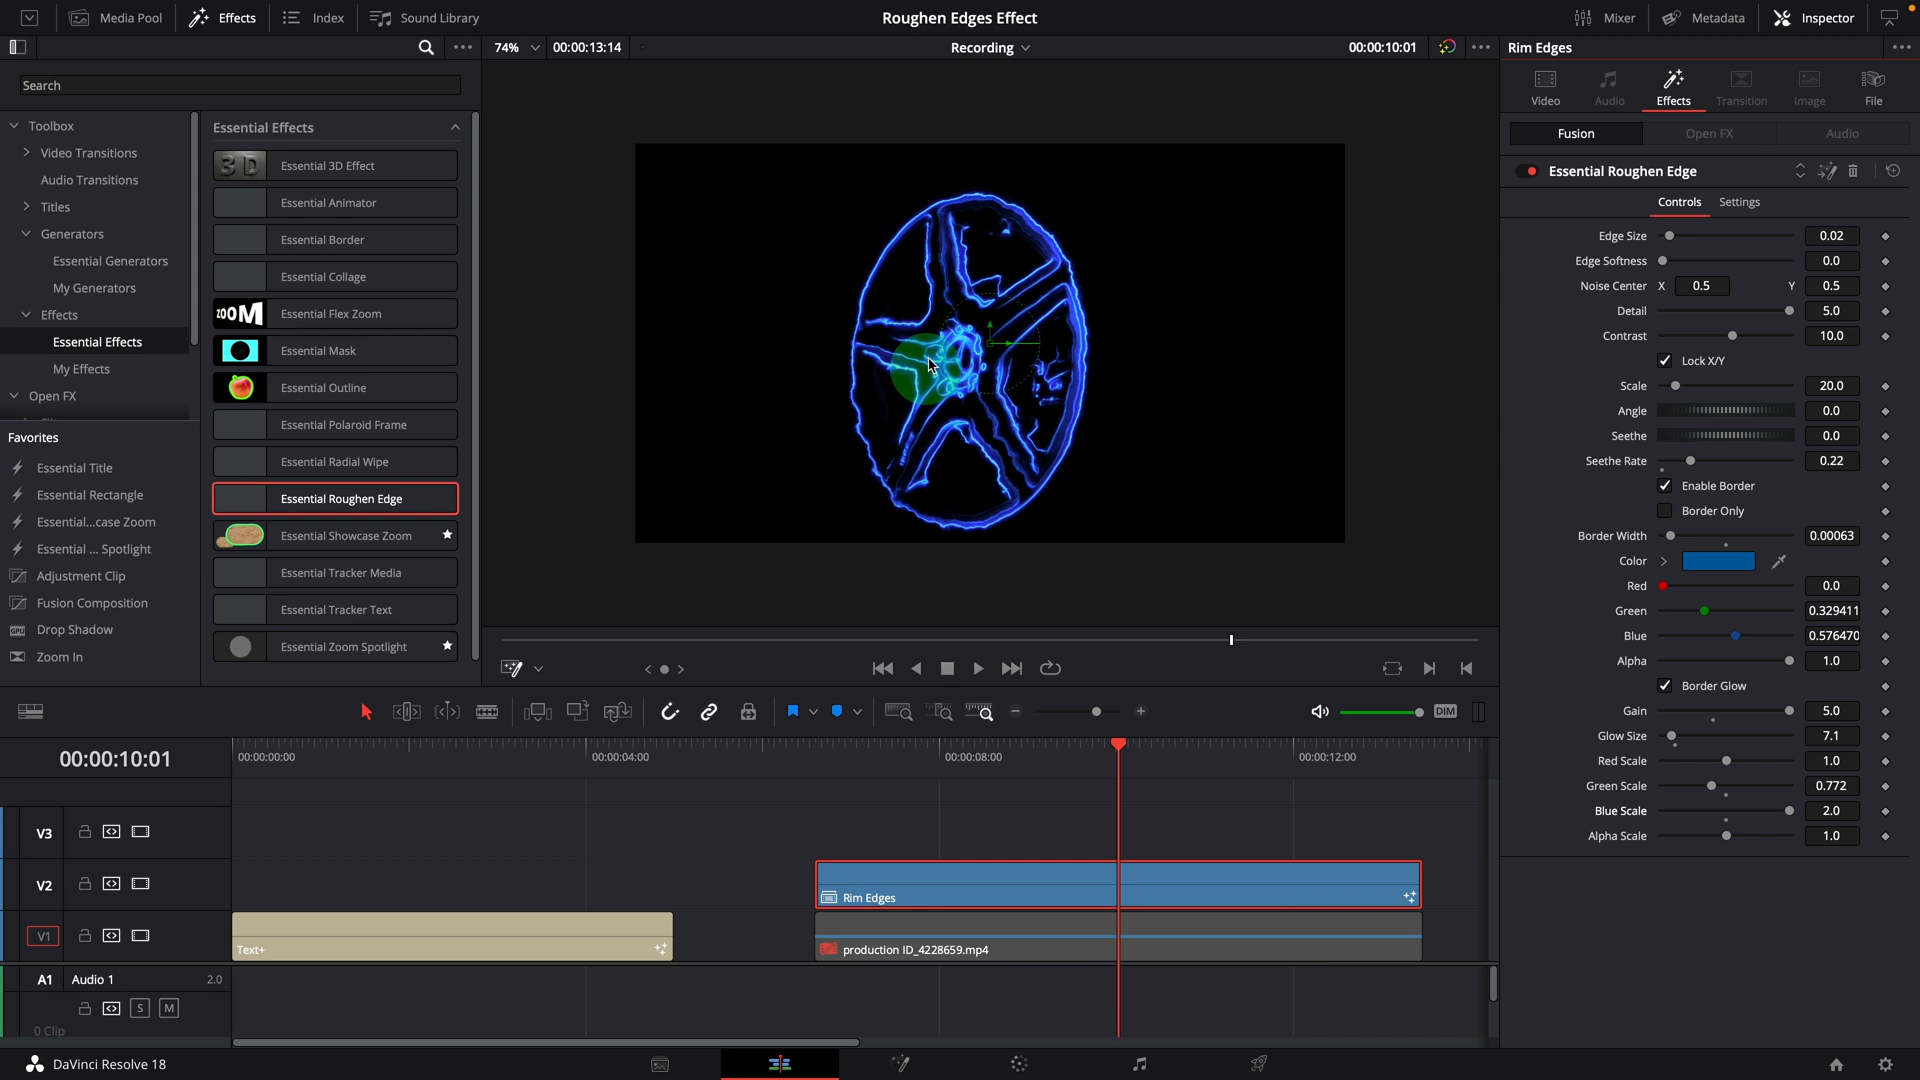 Media Pool
Effects
Index
Sound Library
Roughen Edges Effect
Mixer
Metadata
Inspector
74%
00:00:13:14
Recording
00:00:10:01
Rim Edges
Search
Video
Audio
Effects
Transition
Image
File
Fusion
Open FX
Audio
Toolbox
Video Transitions
Audio Transitions
Titles
Generators
Essential Generators
My Generators
Effects
Essential Effects
My Effects
Open FX
Favorites
Essential Title
Essential Rectangle
Essential...case Zoom
Essential ... Spotlight
Adjustment Clip
Fusion Composition
Drop Shadow
Zoom In
Essential Effects
3D Essential 3D Effect
Essential Animator
Essential Border
Essential Collage
ZOOM Essential Flex Zoom
Essential Mask
Essential Outline
Essential Polaroid Frame
Essential Radial Wipe
Essential Roughen Edge
Essential Showcase Zoom
Essential Tracker Media
Essential Tracker Text
Essential Zoom Spotlight
Essential Roughen Edge
Controls
Settings
Edge Size 0.02
Edge Softness 0.0
Noise Center X 0.5 Y 0.5
Detail 5.0
Contrast 10.0
Lock X/Y
Scale 20.0
Angle 0.0
Seethe 0.0
Seethe Rate 0.22
Enable Border
Border Only
Border Width 0.00063
Color
Red 0.0
Green 0.329411
Blue 0.576470
Alpha 1.0
Border Glow
Gain 5.0
Glow Size 7.1
Red Scale 1.0
Green Scale 0.772
Blue Scale 2.0
Alpha Scale 1.0
DIM
00:00:10:01
00:00:00:00
00:00:04:00
00:00:08:00
00:00:12:00
V3
V2
Rim Edges
V1
Text+
production ID_4228659.mp4
A1 Audio 1 2.0
S M
0 Clip
DaVinci Resolve 18